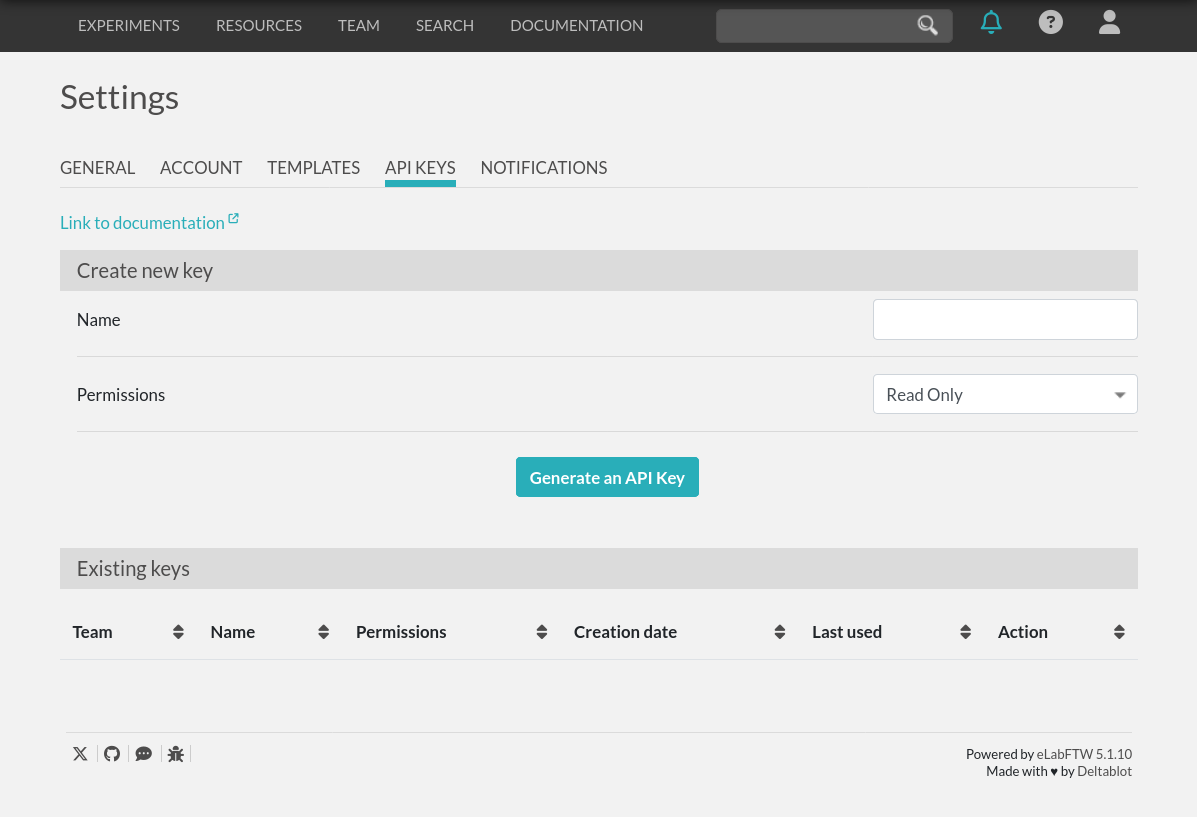 EXPERIMENTS RESOURCES TEAM SEARCH DOCUMENTATION
Settings
GENERAL ACCOUNT TEMPLATES API KEYS NOTIFICATIONS
Link to documentation
Create new key
Name
Permissions Read Only
Generate an API Key
Existing keys
Team Name Permissions Creation date Last used Action
Powered by eLabFTW 5.1.10
Made with ♥ by Deltablot